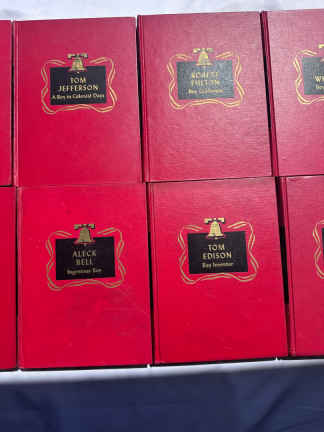 TOM
JEFFERSON
A Boy in Colonial Days
ROBERT
FULTON
Boy Craftsman
ALECK
BELL
Ingenious Boy
TOM
EDISON
Boy Inventor